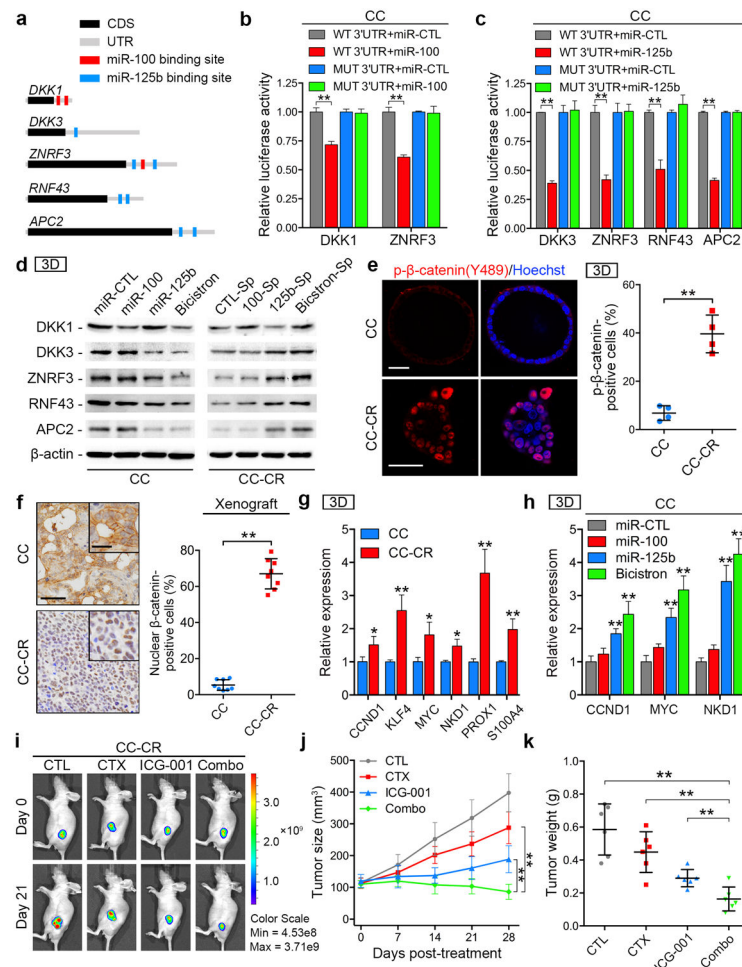 a
CDS
UTR
miR-100 binding site
miR-125b binding site
DKK1
DKK3
ZNRF3
RNF43
APC2
b
CC
WT 3'UTR+miR-CTL
WT 3'UTR+miR-100
MUT 3'UTR+miR-CTL
MUT 3'UTR+miR-100
Relative luciferase activity
1.25
1.00
0.75
0.50
0.25
0.00
** **
DKK1 ZNRF3
c
CC
WT 3'UTR+miR-CTL
WT 3'UTR+miR-125b
MUT 3'UTR+miR-CTL
MUT 3'UTR+miR-125b
Relative luciferase activity
1.25
1.00
0.75
0.50
0.25
0.00
** ** ** **
DKK3 ZNRF3 RNF43 APC2
d 3D
miR-CTL miR-100 miR-125b Bicistron CTL-Sp 100-Sp 125b-Sp Bicstron-Sp
DKK1 -
DKK3 -
ZNRF3 -
RNF43 -
APC2 -
β-actin -
CC CC-CR
e p-β-catenin(Y489)/Hoechst 3D
CC
CC-CR
p-β-catenin-
positive cells (%)
60
40
20
0
**
CC CC-CR
f
CC
CC-CR
Xenograft
Nuclear β-catenin-
positive cells (%)
80
60
40
20
0
**
CC CC-CR
g 3D
CC
CC-CR
Relative expressiom
5
4
3
2
1
0
* ** * * ** **
CCND1 KLF4 MYC NKD1 PROX1 S100A4
h 3D CC
miR-CTL
miR-100
miR-125b
Bicistron
Relative expressiom
5
4
3
2
1
0
** ** ** ** ** **
CCND1 MYC NKD1
i
CC-CR
CTL CTX ICG-001 Combo
Day 0
Day 21
3.0
2.0
1.0
×10⁹
Color Scale
Min = 4.53e8
Max = 3.71e9
j
CTL
CTX
ICG-001
Combo
Tumor size (mm³)
500
400
300
200
100
0
** **
0 7 14 21 28
Days post-treatment
k
Tumor weight (g)
1.0
0.8
0.6
0.4
0.2
0.0
**
**
**
CTL CTX ICG-001 Combo